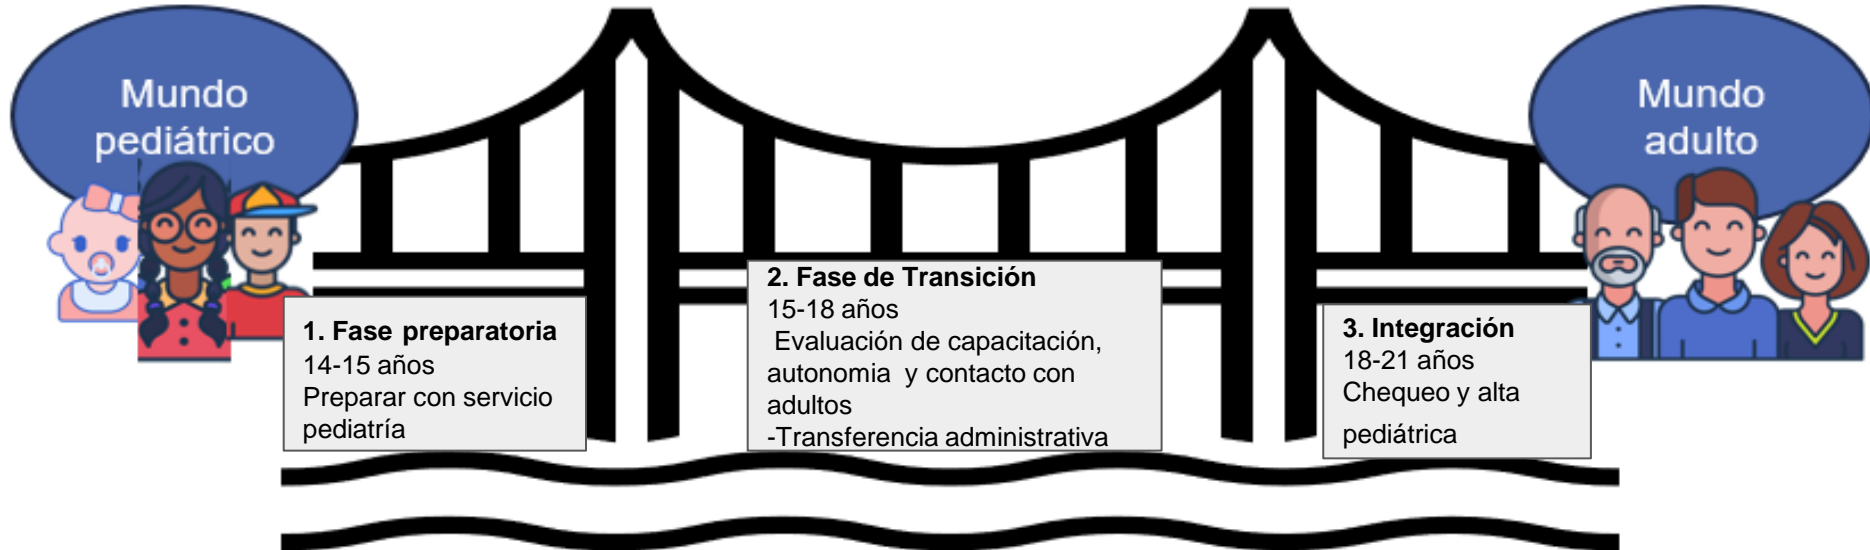 Mundo
pediátrico
Mundo
adulto
1. Fase preparatoria
14-15 años
Preparar con servicio
pediatría
2. Fase de Transición
15-18 años
Evaluación de capacitación,
autonomia y contacto con
adultos
-Transferencia administrativa
3. Integración
18-21 años
Chequeo y alta
pediátrica